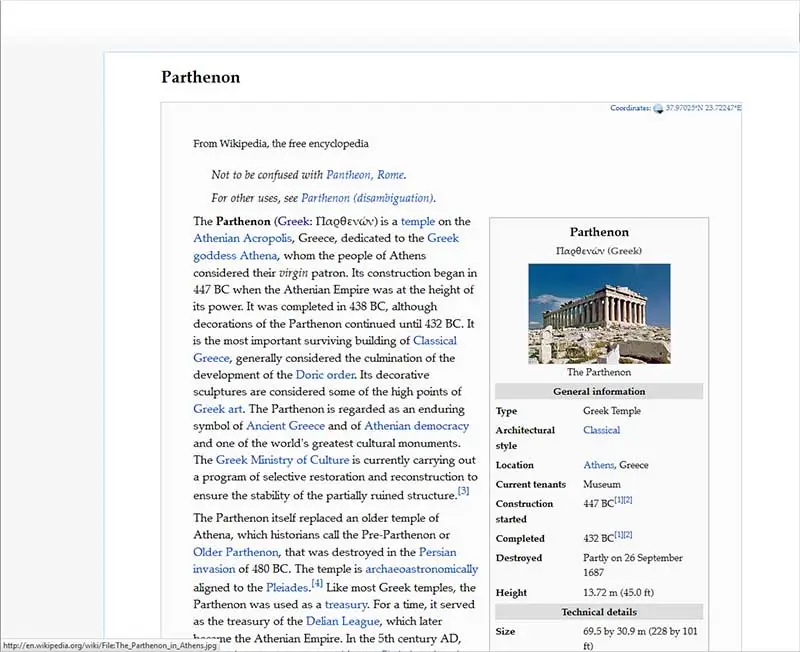 Parthenon
Coordinates: 37.97025°N 23.72247°E
From Wikipedia, the free encyclopedia
Not to be confused with Pantheon, Rome.
For other uses, see Parthenon (disambiguation).
The Parthenon (Greek: Παρθενών) is a temple on the
Athenian Acropolis, Greece, dedicated to the Greek
goddess Athena, whom the people of Athens
considered their virgin patron. Its construction began in
447 BC when the Athenian Empire was at the height of
its power. It was completed in 438 BC, although
decorations of the Parthenon continued until 432 BC. It
is the most important surviving building of Classical
Greece, generally considered the culmination of the
development of the Doric order. Its decorative
sculptures are considered some of the high points of
Greek art. The Parthenon is regarded as an enduring
symbol of Ancient Greece and of Athenian democracy
and one of the world's greatest cultural monuments.
The Greek Ministry of Culture is currently carrying out
a program of selective restoration and reconstruction to
ensure the stability of the partially ruined structure.[3]
The Parthenon itself replaced an older temple of
Athena, which historians call the Pre-Parthenon or
Older Parthenon, that was destroyed in the Persian
invasion of 480 BC. The temple is archaeoastronomically
aligned to the Pleiades.[4] Like most Greek temples, the
Parthenon was used as a treasury. For a time, it served
as the treasury of the Delian League, which later
became the Athenian Empire. In the 5th century AD,
Parthenon
Παρθενών (Greek)
The Parthenon
General information
Type Greek Temple
Architectural style Classical
Location Athens, Greece
Current tenants Museum
Construction started 447 BC[1][2]
Completed 432 BC[1][2]
Destroyed Partly on 26 September
1687
Height 13.72 m (45.0 ft)
Technical details
Size 69.5 by 30.9 m (228 by 101
ft)
http://en.wikipedia.org/wiki/File:The_Parthenon_in_Athens.jpg